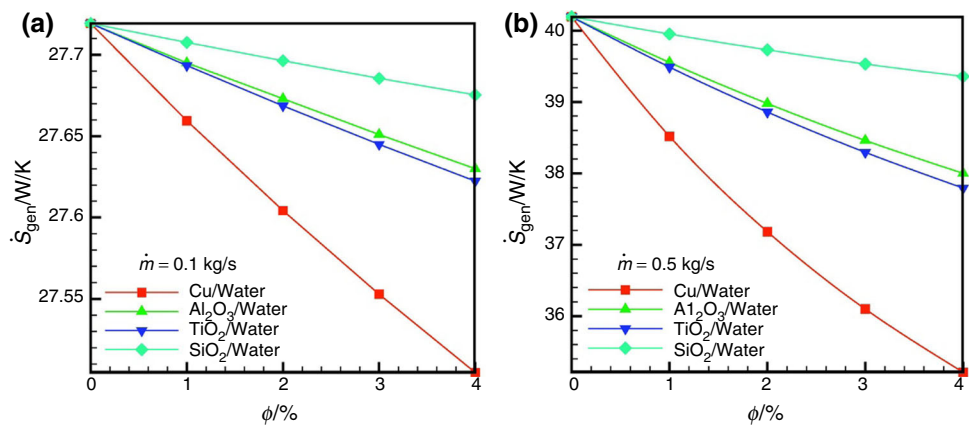 (a)
27.7
27.65
27.6
27.55
Ṡgen/W/K
ṁ = 0.1 kg/s
Cu/Water
Al₂O₃/Water
TiO₂/Water
SiO₂/Water
0 1 2 3 4
ϕ/%
(b)
40
39
38
37
36
Ṡgen/W/K
ṁ = 0.5 kg/s
Cu/Water
A1₂O₃/Water
TiO₂/Water
SiO₂/Water
0 1 2 3 4
ϕ/%